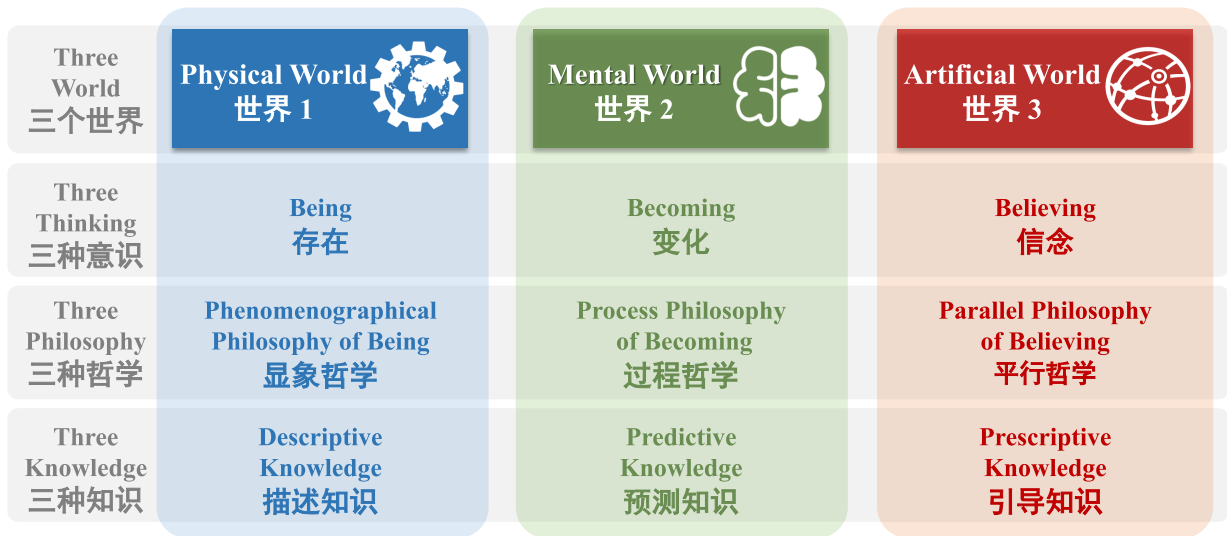 Three
World
三个世界
Physical World
世界 1
Mental World
世界 2
Artificial World
世界 3
Three
Thinking
三种意识
Being
存在
Becoming
变化
Believing
信念
Three
Philosophy
三种哲学
Phenomenographical
Philosophy of Being
显象哲学
Process Philosophy
of Becoming
过程哲学
Parallel Philosophy
of Believing
平行哲学
Three
Knowledge
三种知识
Descriptive
Knowledge
描述知识
Predictive
Knowledge
预测知识
Prescriptive
Knowledge
引导知识